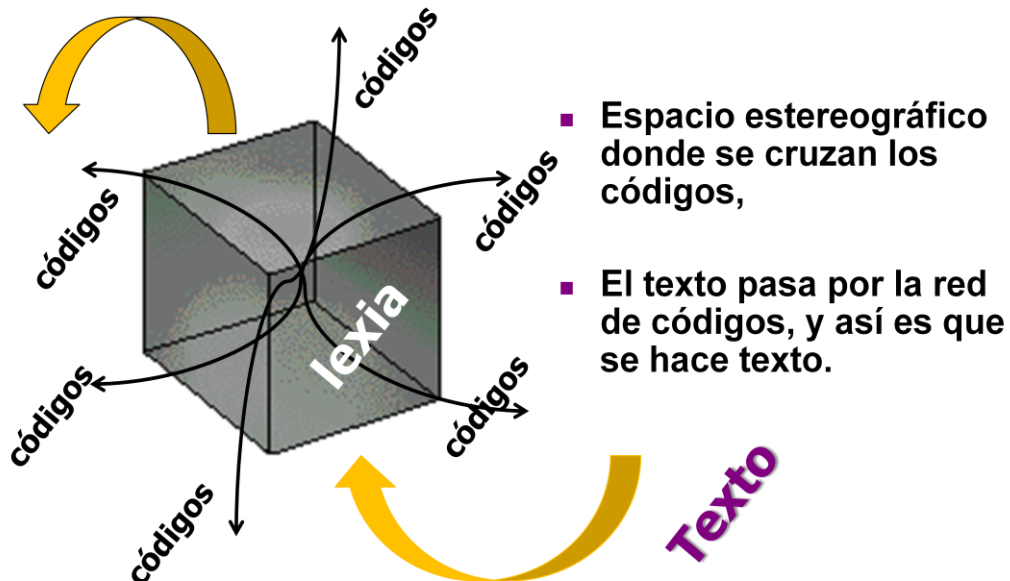 códigos
códigos
códigos
lexia
códigos
códigos
códigos
Espacio estereográfico
donde se cruzan los
códigos,
El texto pasa por la red
de códigos, y así es que
se hace texto.
Texto